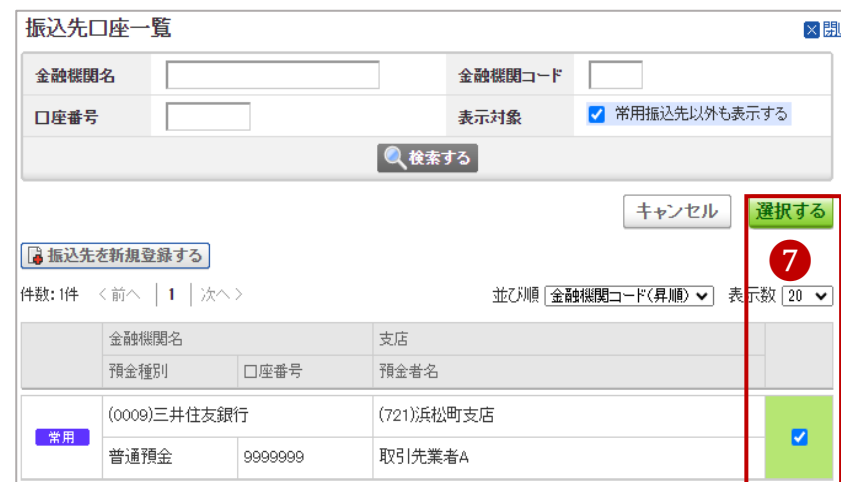 振込先口座一覧 閉
金融機関名 金融機関コード
口座番号 表示対象 常用振込先以外も表示する
検索する
キャンセル 選択する
振込先を新規登録する 7
件数:1件 <前へ | 1 | 次へ> 並び順 金融機関コード(昇順) 表示数 20
金融機関名 支店
預金種別 口座番号 預金者名
(0009)三井住友銀行 (721)浜松町支店
常用
普通預金 9999999 取引先業者A